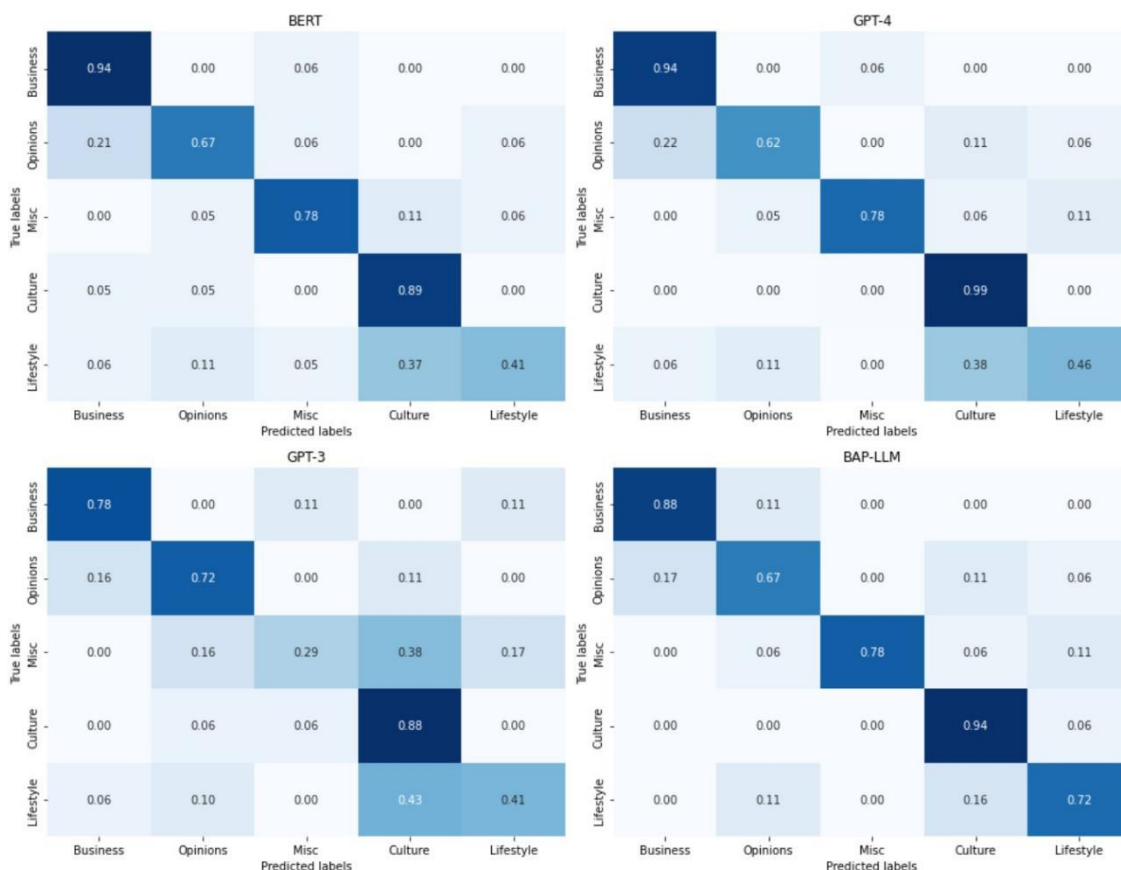 BERT
Business 0.94 0.00 0.06 0.00 0.00
Opinions 0.21 0.67 0.06 0.00 0.06
Misc 0.00 0.05 0.78 0.11 0.06
Culture 0.05 0.05 0.00 0.89 0.00
Lifestyle 0.06 0.11 0.05 0.37 0.41
True labels
Business Opinions Misc Culture Lifestyle
Predicted labels
GPT-4
Business 0.94 0.00 0.06 0.00 0.00
Opinions 0.22 0.62 0.00 0.11 0.06
Misc 0.00 0.05 0.78 0.06 0.11
Culture 0.00 0.00 0.00 0.99 0.00
Lifestyle 0.06 0.11 0.00 0.38 0.46
True labels
Business Opinions Misc Culture Lifestyle
Predicted labels
GPT-3
Business 0.78 0.00 0.11 0.00 0.11
Opinions 0.16 0.72 0.00 0.11 0.00
Misc 0.00 0.16 0.29 0.38 0.17
Culture 0.00 0.06 0.06 0.88 0.00
Lifestyle 0.06 0.10 0.00 0.43 0.41
True labels
Business Opinions Misc Culture Lifestyle
Predicted labels
BAP-LLM
Business 0.88 0.11 0.00 0.00 0.00
Opinions 0.17 0.67 0.00 0.11 0.06
Misc 0.00 0.06 0.78 0.06 0.11
Culture 0.00 0.00 0.00 0.94 0.06
Lifestyle 0.00 0.11 0.00 0.16 0.72
True labels
Business Opinions Misc Culture Lifestyle
Predicted labels